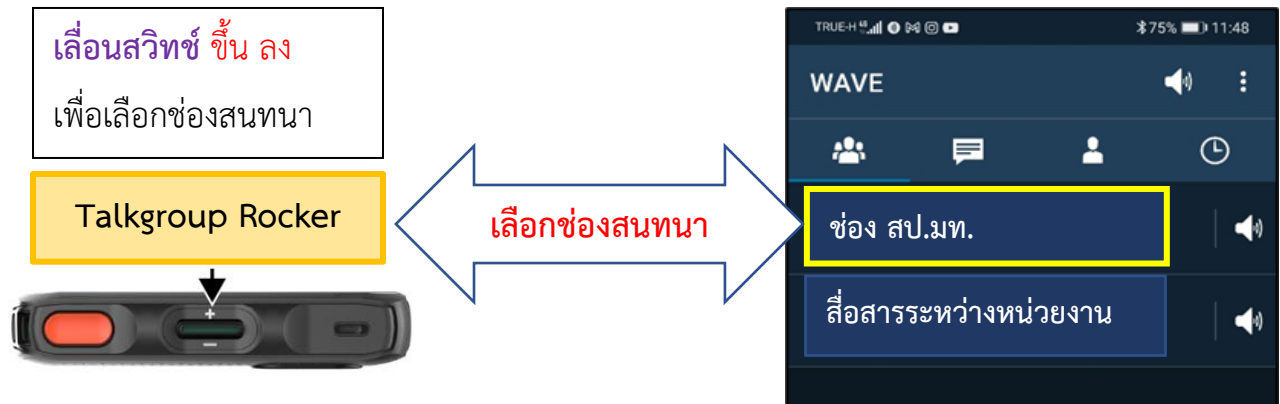 เลื่อนสวิทช์ ขึ้น ลง
เพื่อเลือกช่องสนทนา
Talkgroup Rocker
+
−
เลือกช่องสนทนา
TRUE-H 75% 11:48
WAVE
ช่อง สป.มท.
สื่อสารระหว่างหน่วยงาน